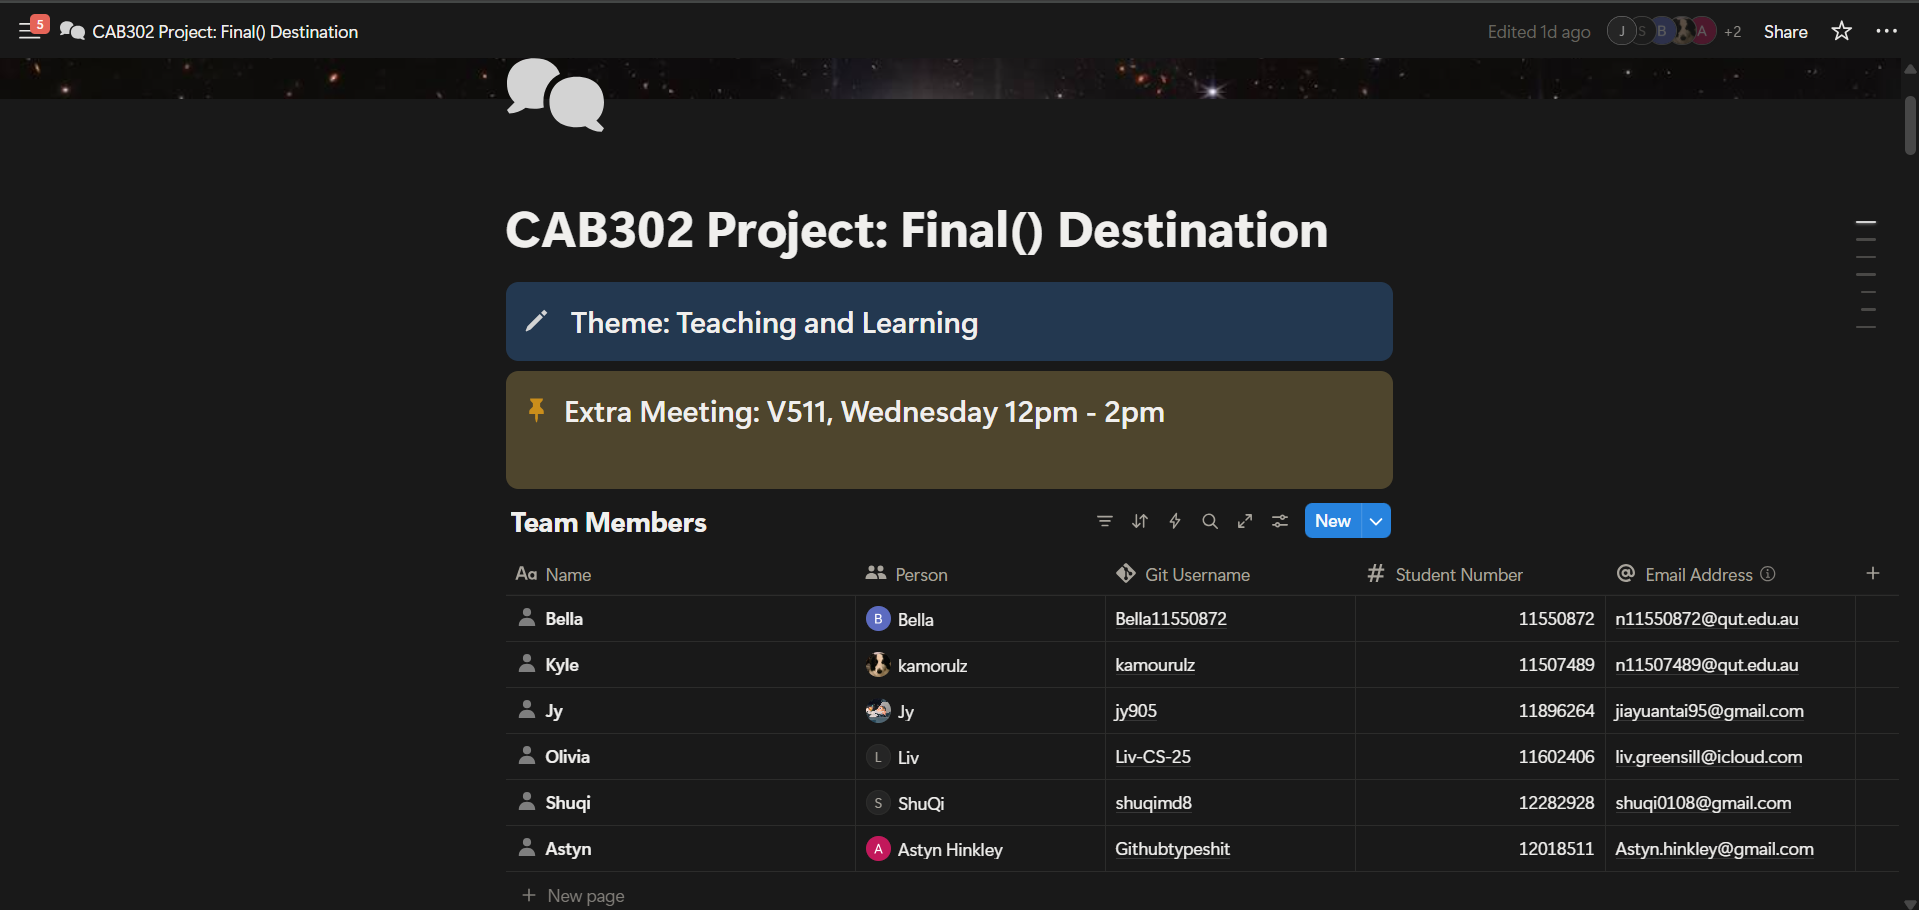 5
CAB302 Project: Final() Destination
Edited 1d ago
J S B A +2
Share
CAB302 Project: Final() Destination
Theme: Teaching and Learning
Extra Meeting: V511, Wednesday 12pm - 2pm
Team Members
New
Aa Name Person Git Username # Student Number @ Email Address
Bella B Bella Bella11550872 11550872 n11550872@qut.edu.au
Kyle kamorulz kamourulz 11507489 n11507489@qut.edu.au
Jy Jy jy905 11896264 jiayuantai95@gmail.com
Olivia L Liv Liv-CS-25 11602406 liv.greensill@icloud.com
Shuqi S ShuQi shuqimd8 12282928 shuqi0108@gmail.com
Astyn A Astyn Hinkley Githubtypeshit 12018511 Astyn.hinkley@gmail.com
+ New page